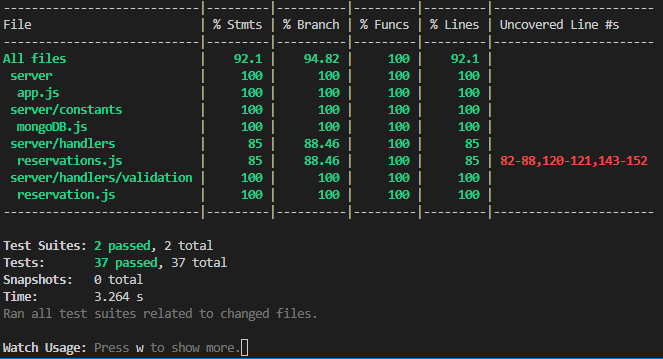 -----------------------------|---------|----------|---------|---------|-----------------------
File                         | % Stmts | % Branch | % Funcs | % Lines | Uncovered Line #s
-----------------------------|---------|----------|---------|---------|-----------------------
All files                    |    92.1 |    94.82 |     100 |    92.1 |
 server                      |     100 |      100 |     100 |     100 |
  app.js                     |     100 |      100 |     100 |     100 |
 server/constants            |     100 |      100 |     100 |     100 |
  mongoDB.js                 |     100 |      100 |     100 |     100 |
 server/handlers             |      85 |    88.46 |     100 |      85 |
  reservations.js            |      85 |    88.46 |     100 |      85 | 82-88,120-121,143-152
 server/handlers/validation  |     100 |      100 |     100 |     100 |
  reservation.js             |     100 |      100 |     100 |     100 |
-----------------------------|---------|----------|---------|---------|-----------------------
Test Suites: 2 passed, 2 total
Tests:       37 passed, 37 total
Snapshots:   0 total
Time:        3.264 s
Ran all test suites related to changed files.
Watch Usage: Press w to show more.